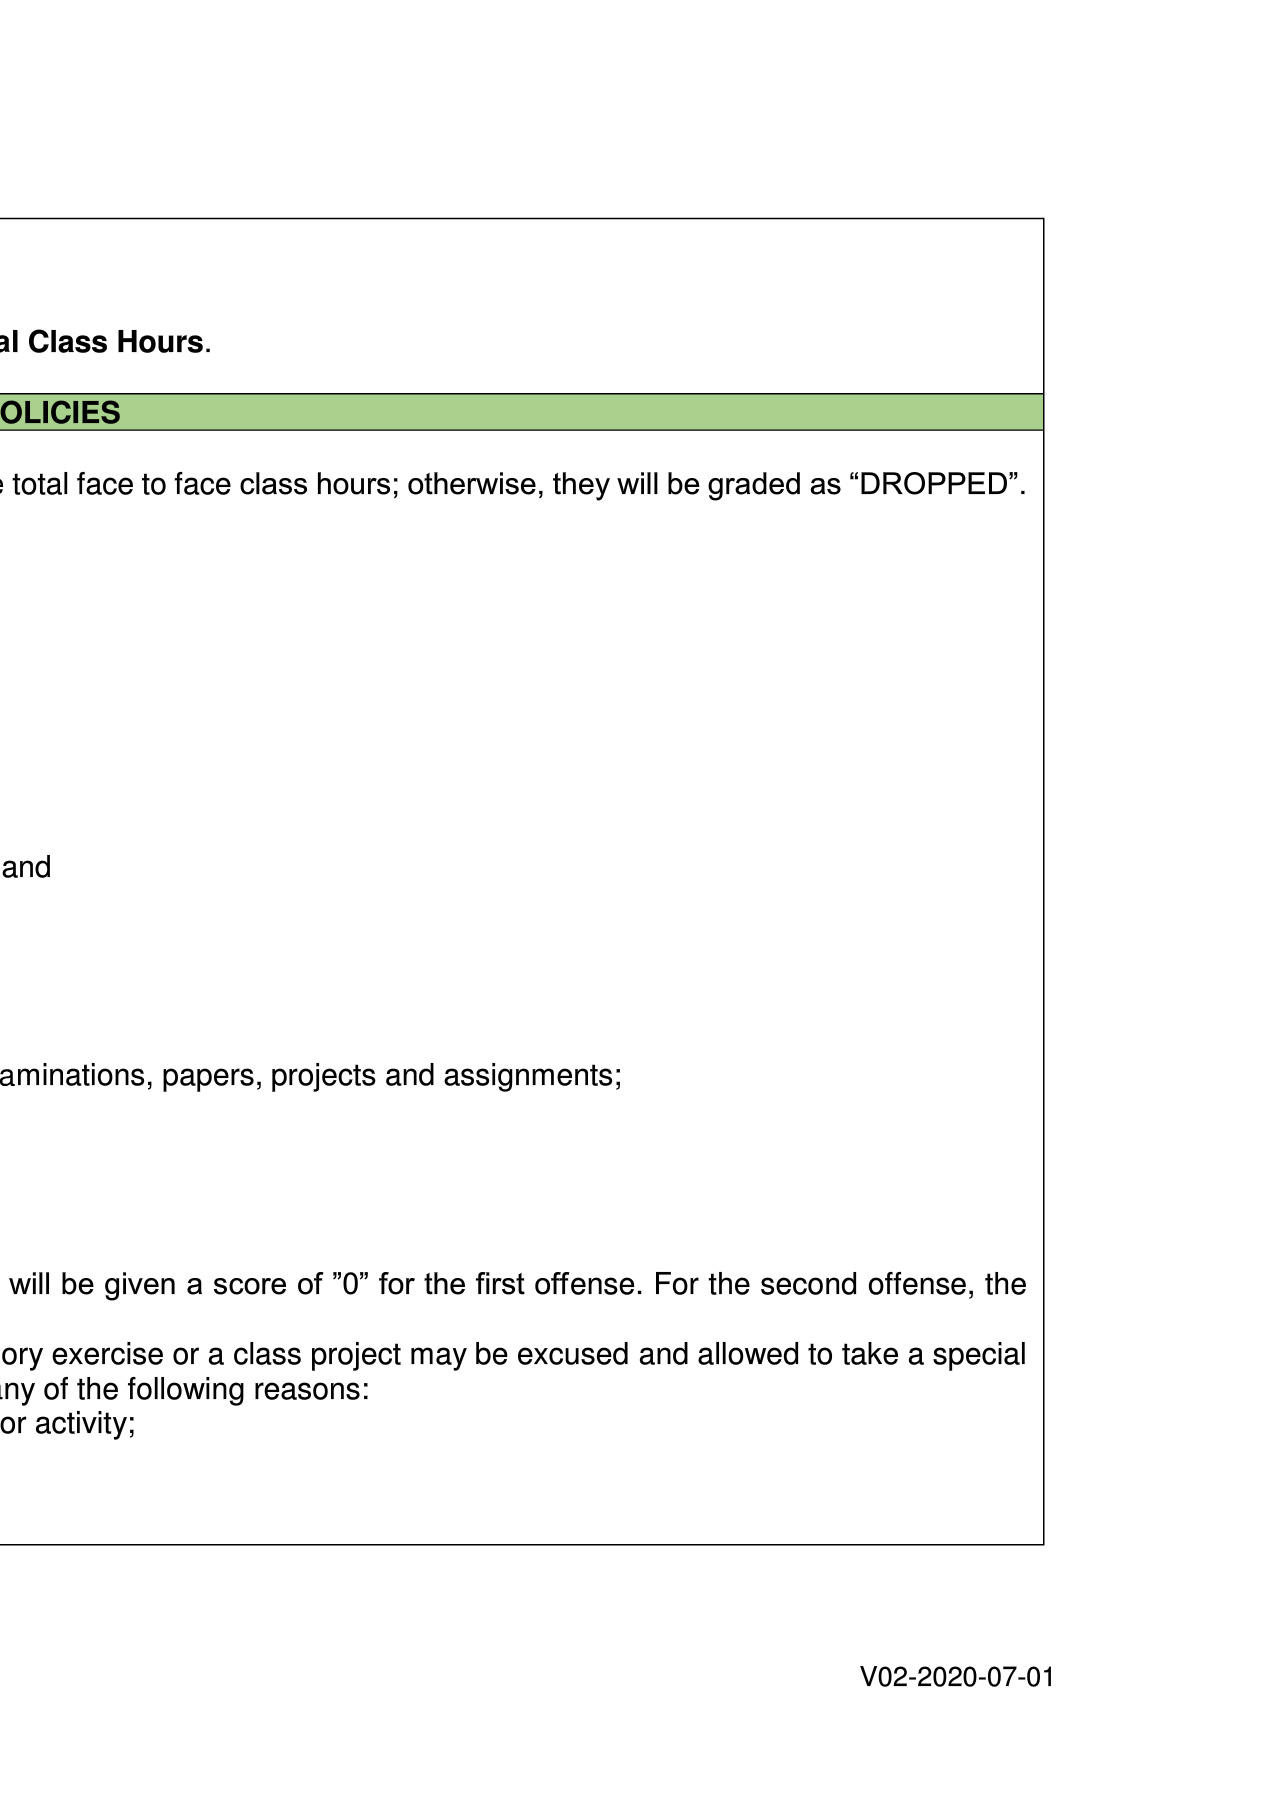 al Class Hours.
OLICIES
e total face to face class hours; otherwise, they will be graded as “DROPPED”.
and
aminations, papers, projects and assignments;
will be given a score of ”0” for the first offense. For the second offense, the
ory exercise or a class project may be excused and allowed to take a special
any of the following reasons:
or activity;
V02-2020-07-01